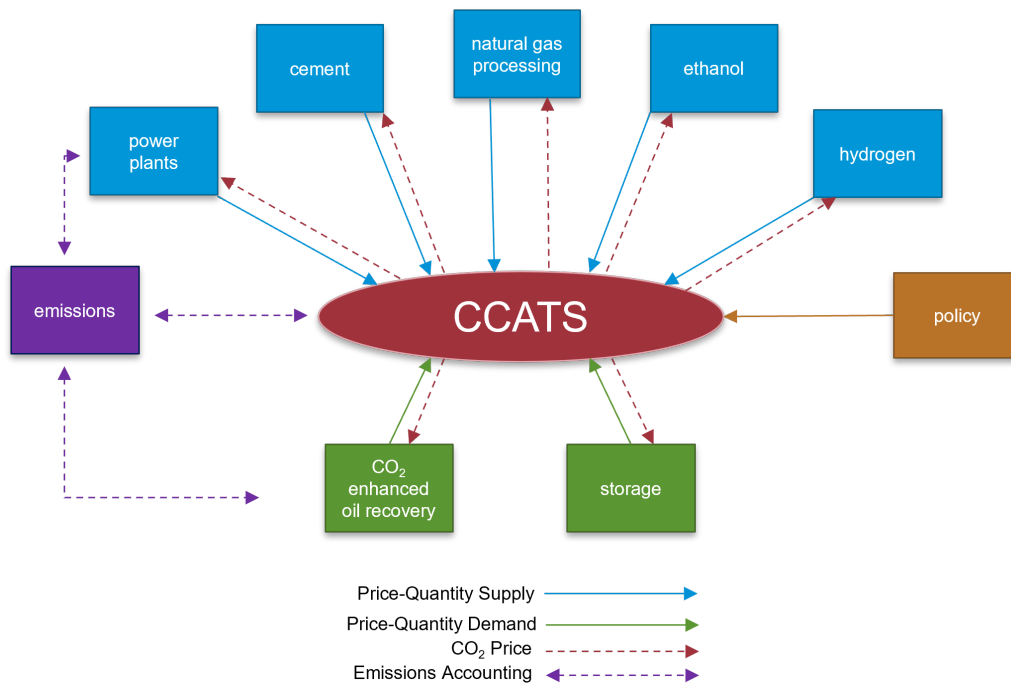 cement
natural gas
processing
ethanol
power
plants
hydrogen
emissions
CCATS
policy
CO₂
enhanced
oil recovery
storage
Price-Quantity Supply
Price-Quantity Demand
CO₂ Price
Emissions Accounting